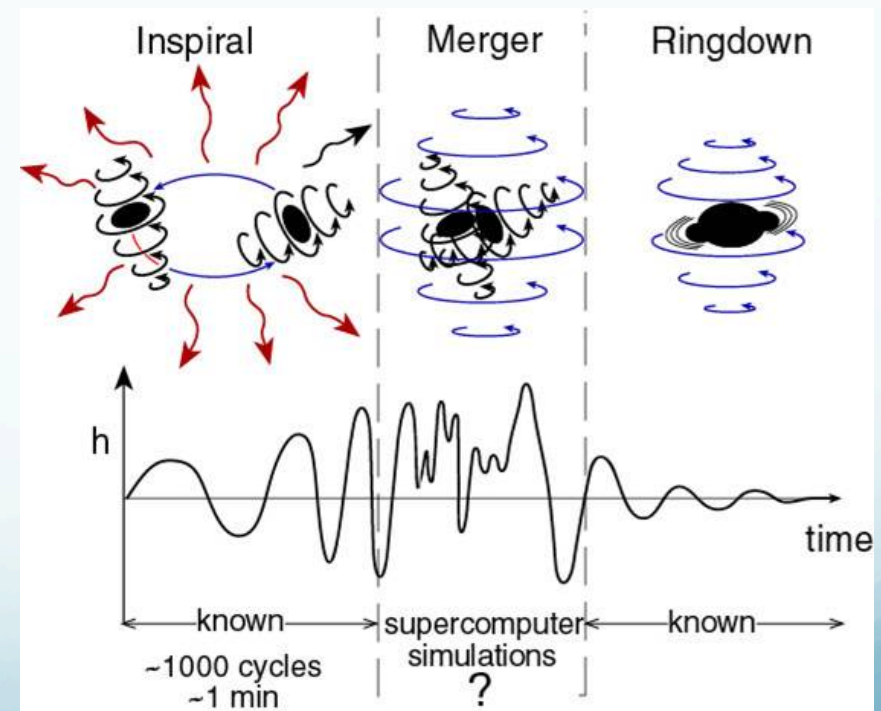 Inspiral
Merger
Ringdown
h
time
known
supercomputer
known
simulations
~1000 cycles
?
~1 min